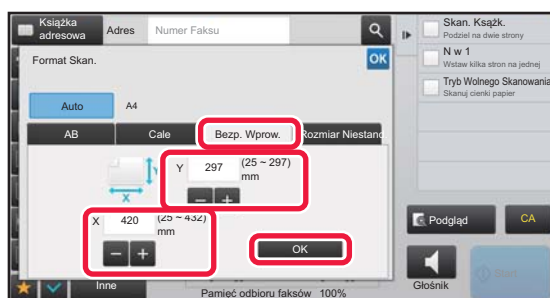 Książka
adresowa
Adres
Numer Faksu
Format Skan.
OK
Auto
A4
AB
Cale
Bezp. Wprow.
Rozmiar Niestand
Y
297
(25 ~ 297)
mm
Y
X
X
420
(25 ~ 432)
mm
OK
Inne
Pamięć odbioru faksów 100%
Skan. Ksążk.
Podziel na dwie strony
N w 1
Wstaw kilka stron na jednej
Tryb Wolnego Skanowania
Skanuj cienki papier
Podgląd
CA
Głośnik
Start